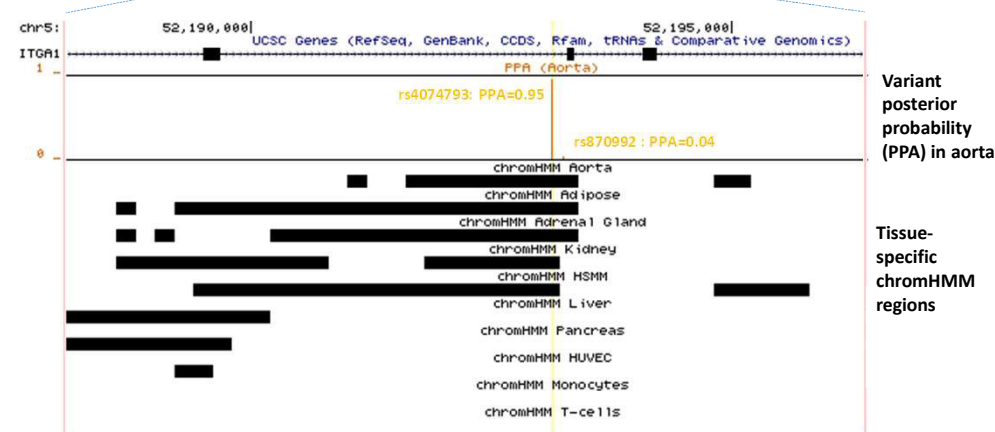 chr5: 52,190,000| 52,195,000|
UCSC Genes (RefSeq, GenBank, CCDS, Rfam, tRNAs & Comparative Genomics)
ITGA1
1 _ PPA (Aorta)
rs4074793: PPA=0.95
rs870992 : PPA=0.04
0 _
chromHMM Aorta
chromHMM Adipose
chromHMM Adrenal Gland
chromHMM Kidney
chromHMM HSMM
chromHMM Liver
chromHMM Pancreas
chromHMM HUVEC
chromHMM Monocytes
chromHMM T-cells
Variant
posterior
probability
(PPA) in aorta
Tissue-
specific
chromHMM
regions